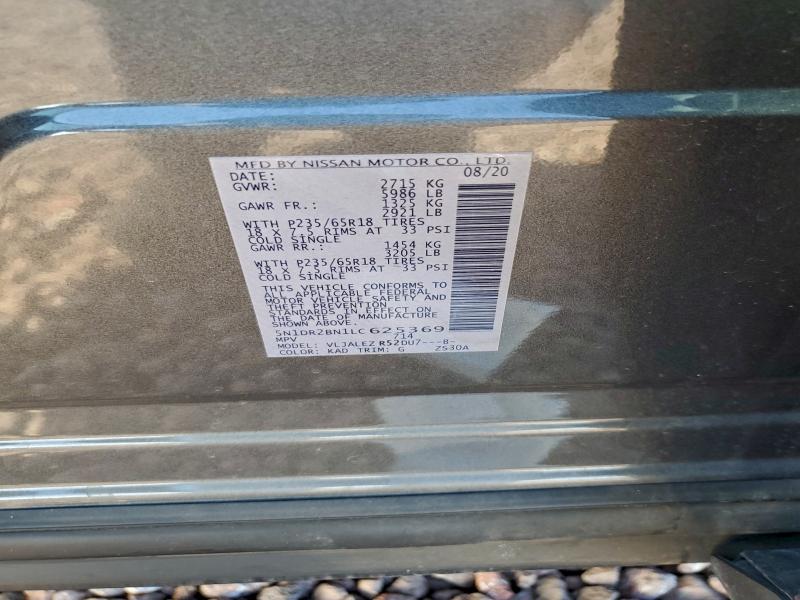 MFD BY NISSAN MOTOR CO., LTD.
DATE: 08/20
GVWR: 2715 KG
5986 LB
GAWR FR.: 1325 KG
2921 LB
WITH P235/65R18 TIRES
18 X 7.5 RIMS AT 33 PSI
COLD SINGLE
GAWR RR.: 1454 KG
3205 LB
WITH P235/65R18 TIRES
18 X 7.5 RIMS AT 33 PSI
COLD SINGLE
THIS VEHICLE CONFORMS TO
ALL APPLICABLE FEDERAL
MOTOR VEHICLE SAFETY AND
THEFT PREVENTION
STANDARDS IN EFFECT ON
THE DATE OF MANUFACTURE
SHOWN ABOVE.
5N1DR2BN1LC625369
MPV 714
MODEL: VLJALEZ R52DU7---B-
COLOR: KAD TRIM: G ZS30A